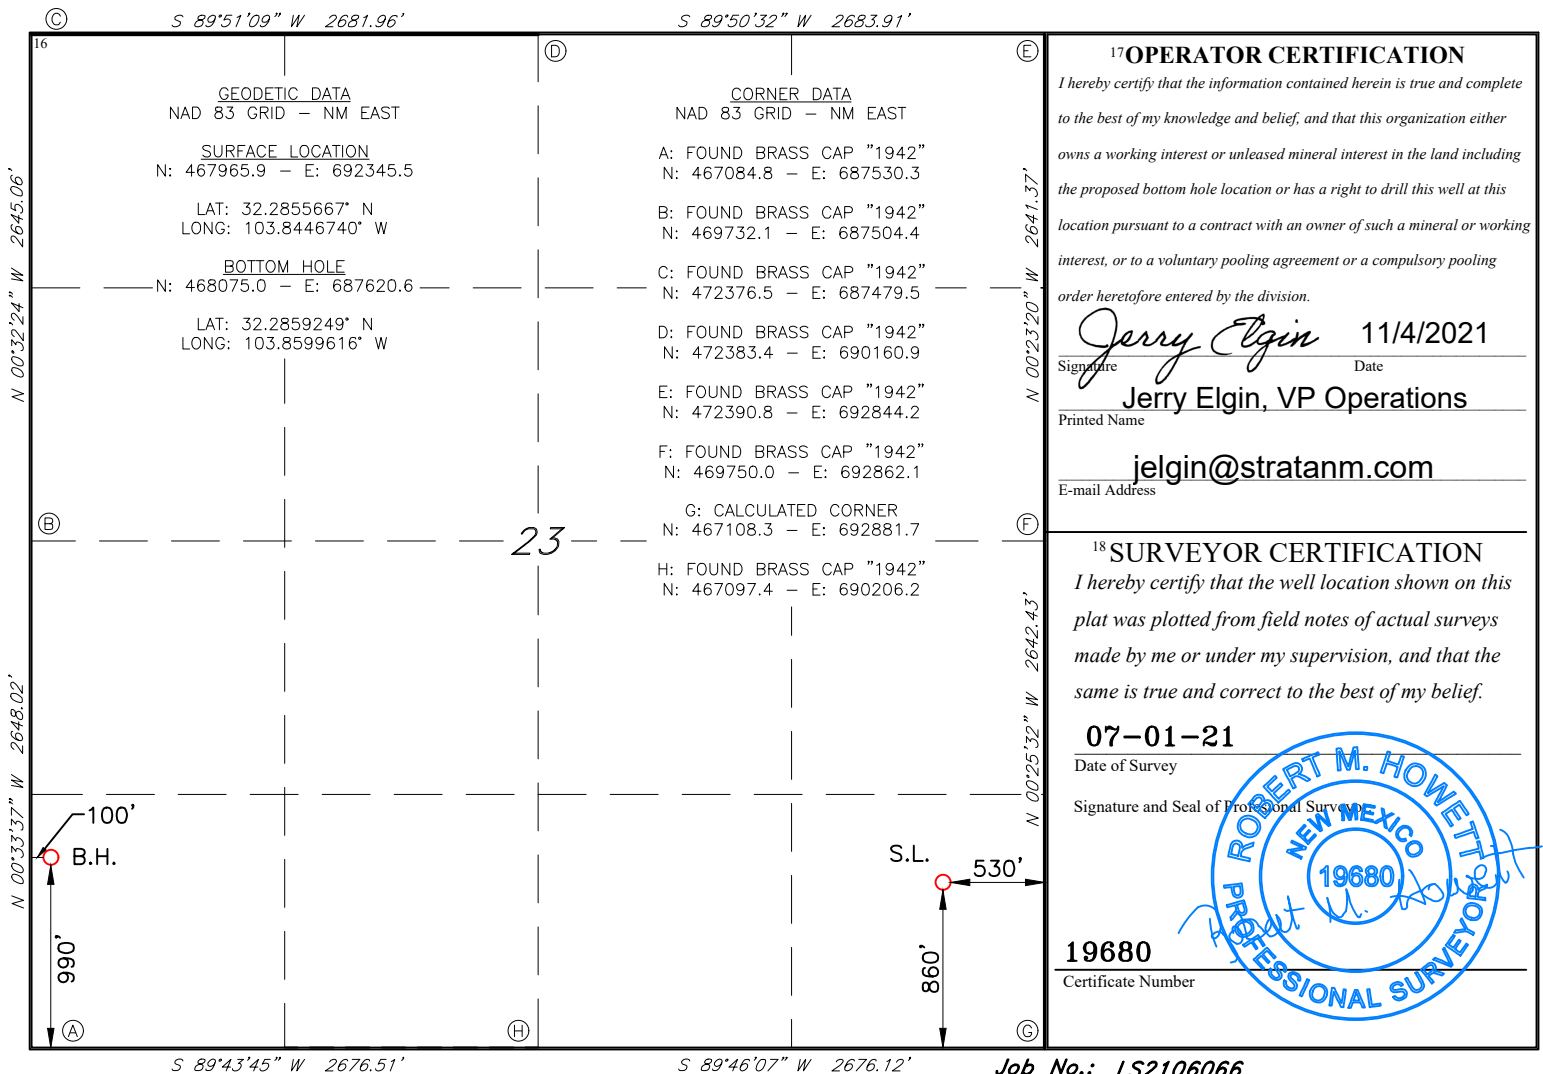 Ⓒ S 89°51'09" W 2681.96' S 89°50'32" W 2683.91'
16
Ⓓ Ⓔ
GEODETIC DATA
NAD 83 GRID – NM EAST
SURFACE LOCATION
N: 467965.9 – E: 692345.5
LAT: 32.2855667° N
LONG: 103.8446740° W
BOTTOM HOLE
N: 468075.0 – E: 687620.6
LAT: 32.2859249° N
LONG: 103.8599616° W
CORNER DATA
NAD 83 GRID – NM EAST
A: FOUND BRASS CAP "1942"
N: 467084.8 – E: 687530.3
B: FOUND BRASS CAP "1942"
N: 469732.1 – E: 687504.4
C: FOUND BRASS CAP "1942"
N: 472376.5 – E: 687479.5
D: FOUND BRASS CAP "1942"
N: 472383.4 – E: 690160.9
E: FOUND BRASS CAP "1942"
N: 472390.8 – E: 692844.2
F: FOUND BRASS CAP "1942"
N: 469750.0 – E: 692862.1
G: CALCULATED CORNER
N: 467108.3 – E: 692881.7
H: FOUND BRASS CAP "1942"
N: 467097.4 – E: 690206.2
N 00°32'24" W 2645.06'
N 00°23'20" W 2641.37'
Ⓑ Ⓕ
23
N 00°33'37" W 2648.02'
N 00°25'32" W 2642.43'
100'
B.H.
990'
S.L.
530'
860'
Ⓐ Ⓗ Ⓖ
S 89°43'45" W 2676.51' S 89°46'07" W 2676.12'
17 OPERATOR CERTIFICATION
I hereby certify that the information contained herein is true and complete
to the best of my knowledge and belief, and that this organization either
owns a working interest or unleased mineral interest in the land including
the proposed bottom hole location or has a right to drill this well at this
location pursuant to a contract with an owner of such a mineral or working
interest, or to a voluntary pooling agreement or a compulsory pooling
order heretofore entered by the division.
Jerry Elgin 11/4/2021
Signature Date
Jerry Elgin, VP Operations
Printed Name
jelgin@stratanm.com
E-mail Address
18 SURVEYOR CERTIFICATION
I hereby certify that the well location shown on this
plat was plotted from field notes of actual surveys
made by me or under my supervision, and that the
same is true and correct to the best of my belief.
07-01-21
Date of Survey
Signature and Seal of Professional Surveyor:
ROBERT M. HOWETT
NEW MEXICO
19680
PROFESSIONAL SURVEYOR
Robert M. Howett
19680
Certificate Number
Job No.: LS2106066